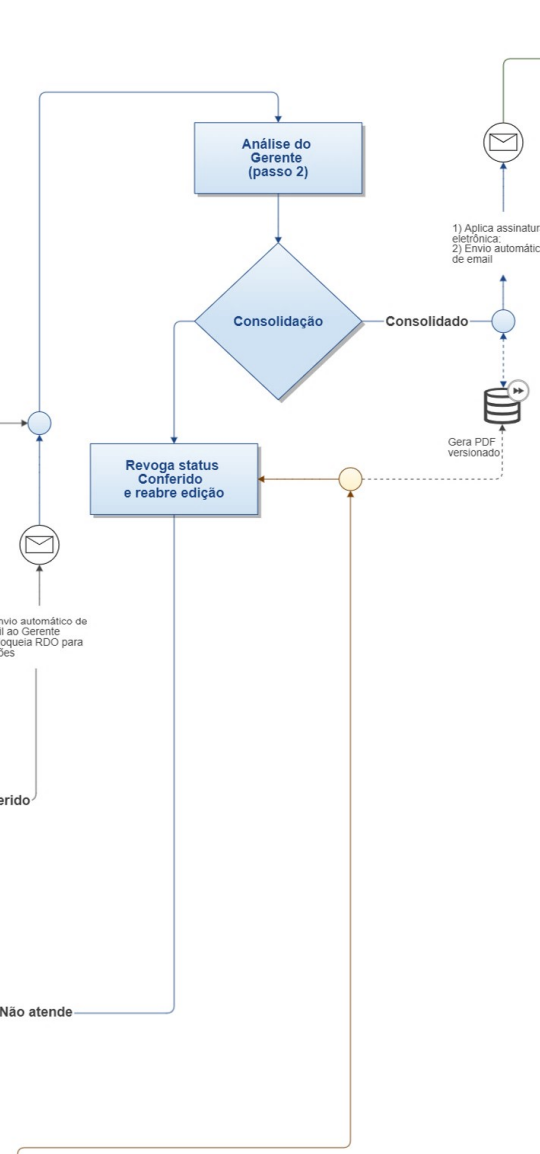 Análise do
Gerente
(passo 2)
1) Aplica assinatur
eletrônica:
2) Envio automátic
de email
Consolidação
Consolidado
Gera PDF
versionado
Revoga status
Conferido
e reabre edição
nvio automático de
il ao Gerente
oqueia RDO para
ões
erido
Não atende